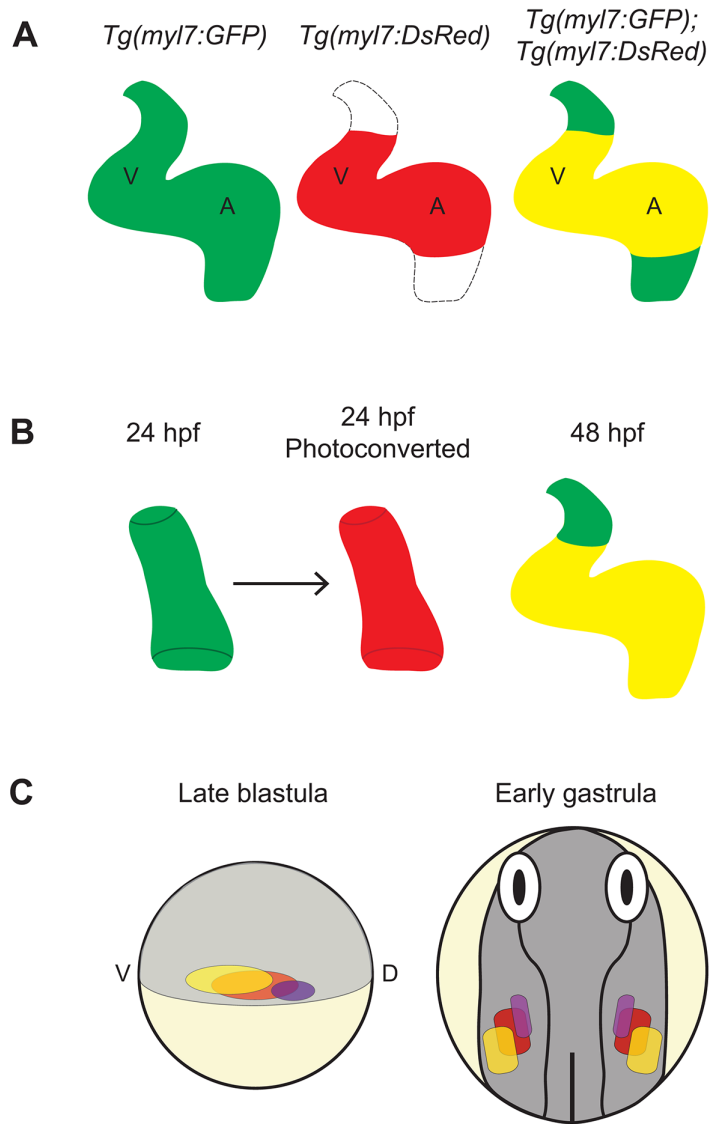 A
Tg(myl7:GFP)
Tg(myl7:DsRed)
Tg(myl7:GFP);
Tg(myl7:DsRed)
V
A
V
A
V
A
B
24 hpf
24 hpf
Photoconverted
48 hpf
C
Late blastula
Early gastrula
V
D